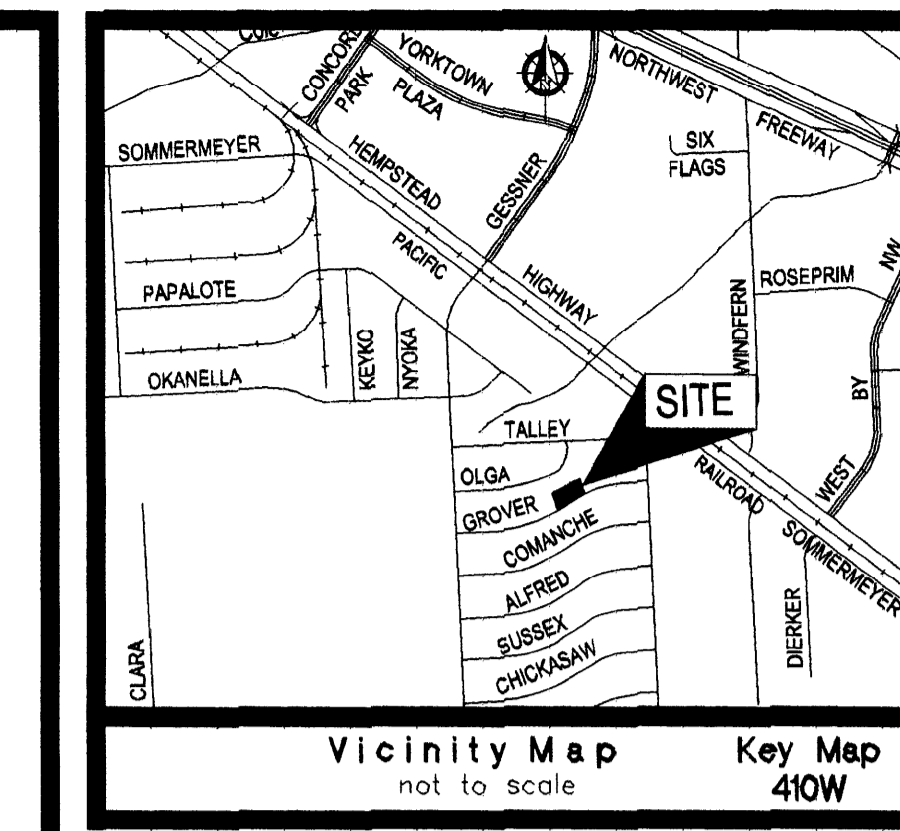 CONCORD
PARK
YORKTOWN
PLAZA
NORTHWEST
FREEWAY
SOMMERMEYER
HEMPSTEAD
HIGHWAY
GESSNER
SIX
FLAGS
PACIFIC
PAPALOTE
ROSEPRIM
NW
WINDFERN
KEYKO
NYOKA
OKANELLA
BY
SITE
TALLEY
OLGA
GROVER
COMANCHE
RAILROAD
WEST
SOMMERMEYER
ALFRED
SUSSEX
CHICKASAW
DIERKER
CLARA
Vicinity Map
not to scale
Key Map
410W